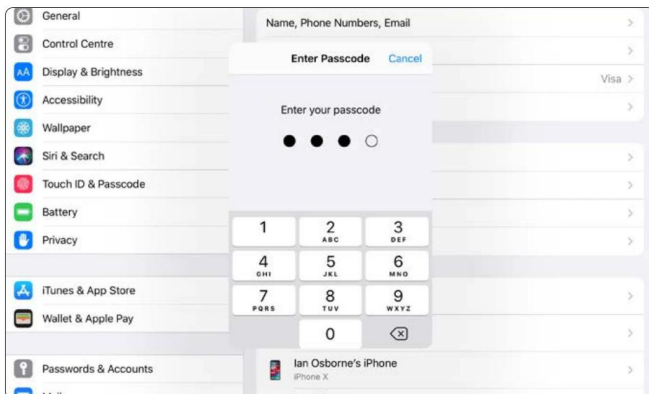 General
Control Centre
Display & Brightness
Accessibility
Wallpaper
Siri & Search
Touch ID & Passcode
Battery
Privacy
iTunes & App Store
Wallet & Apple Pay
Passwords & Accounts
Name, Phone Numbers, Email
Visa
Enter Passcode Cancel
Enter your passcode
1 2 3
ABC DEF
4 5 6
GHI JKL MNO
7 8 9
PQRS TUV WXYZ
0
Ian Osborne's iPhone
iPhone X